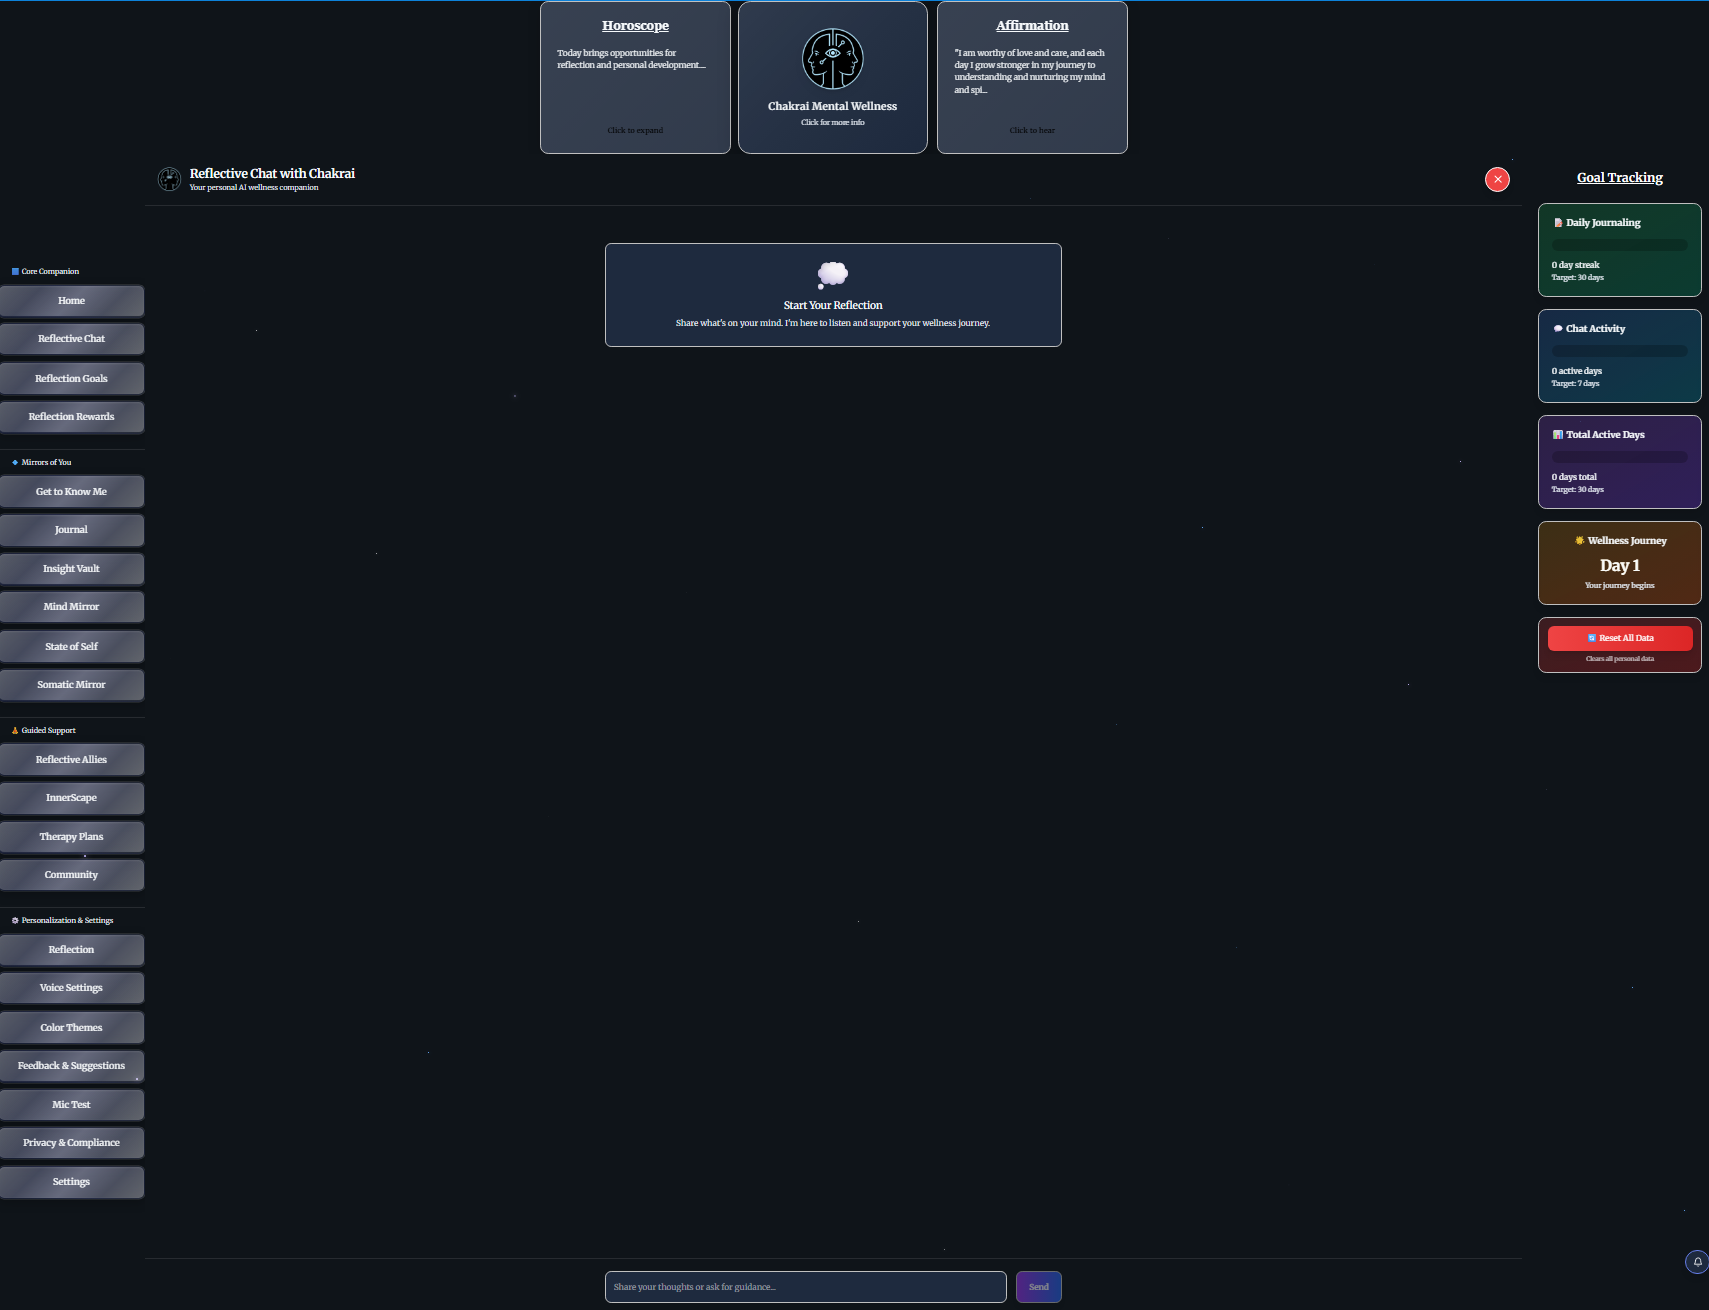 Horoscope
Today brings opportunities for
reflection and personal development....
Click to expand
Chakrai Mental Wellness
Click for more info
Affirmation
"I am worthy of love and care, and each
day I grow stronger in my journey to
understanding and nurturing my mind
and spi...
Click to hear
Reflective Chat with Chakrai
Your personal AI wellness companion
Core Companion
Home
Reflective Chat
Reflection Goals
Reflection Rewards
Mirrors of You
Get to Know Me
Journal
Insight Vault
Mind Mirror
State of Self
Somatic Mirror
Guided Support
Reflective Allies
InnerScape
Therapy Plans
Community
Personalization & Settings
Reflection
Voice Settings
Color Themes
Feedback & Suggestions
Mic Test
Privacy & Compliance
Settings
Start Your Reflection
Share what's on your mind. I'm here to listen and support your wellness journey.
Share your thoughts or ask for guidance...
Send
Goal Tracking
Daily Journaling
0 day streak
Target: 30 days
Chat Activity
0 active days
Target: 7 days
Total Active Days
0 days total
Target: 30 days
Wellness Journey
Day 1
Your journey begins
Reset All Data
Clears all personal data